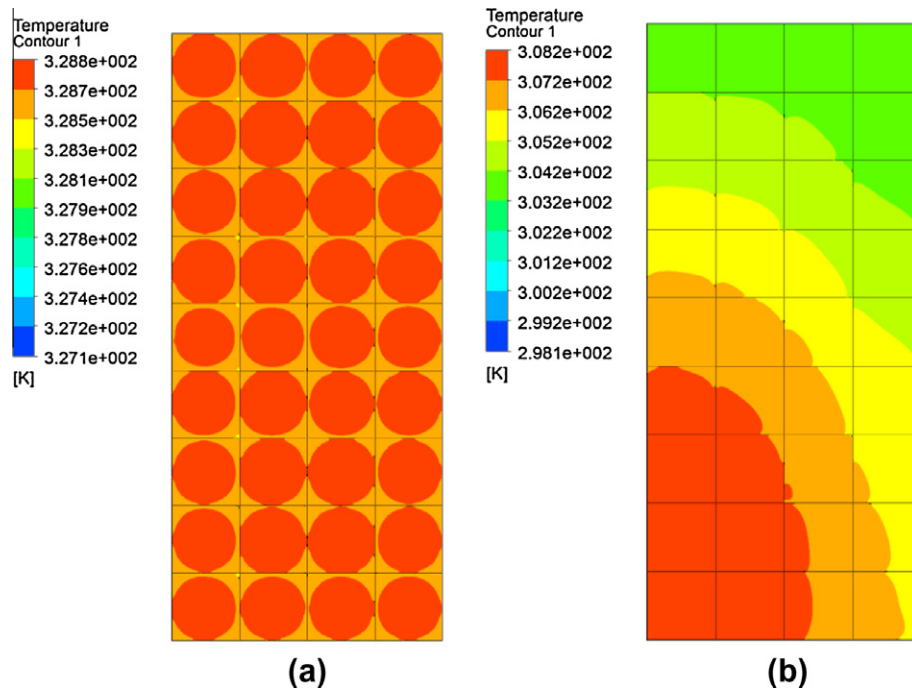 Temperature
Contour 1
3.288e+002
3.287e+002
3.285e+002
3.283e+002
3.281e+002
3.279e+002
3.278e+002
3.276e+002
3.274e+002
3.272e+002
3.271e+002
[K]
(a)
Temperature
Contour 1
3.082e+002
3.072e+002
3.062e+002
3.052e+002
3.042e+002
3.032e+002
3.022e+002
3.012e+002
3.002e+002
2.992e+002
2.981e+002
[K]
(b)